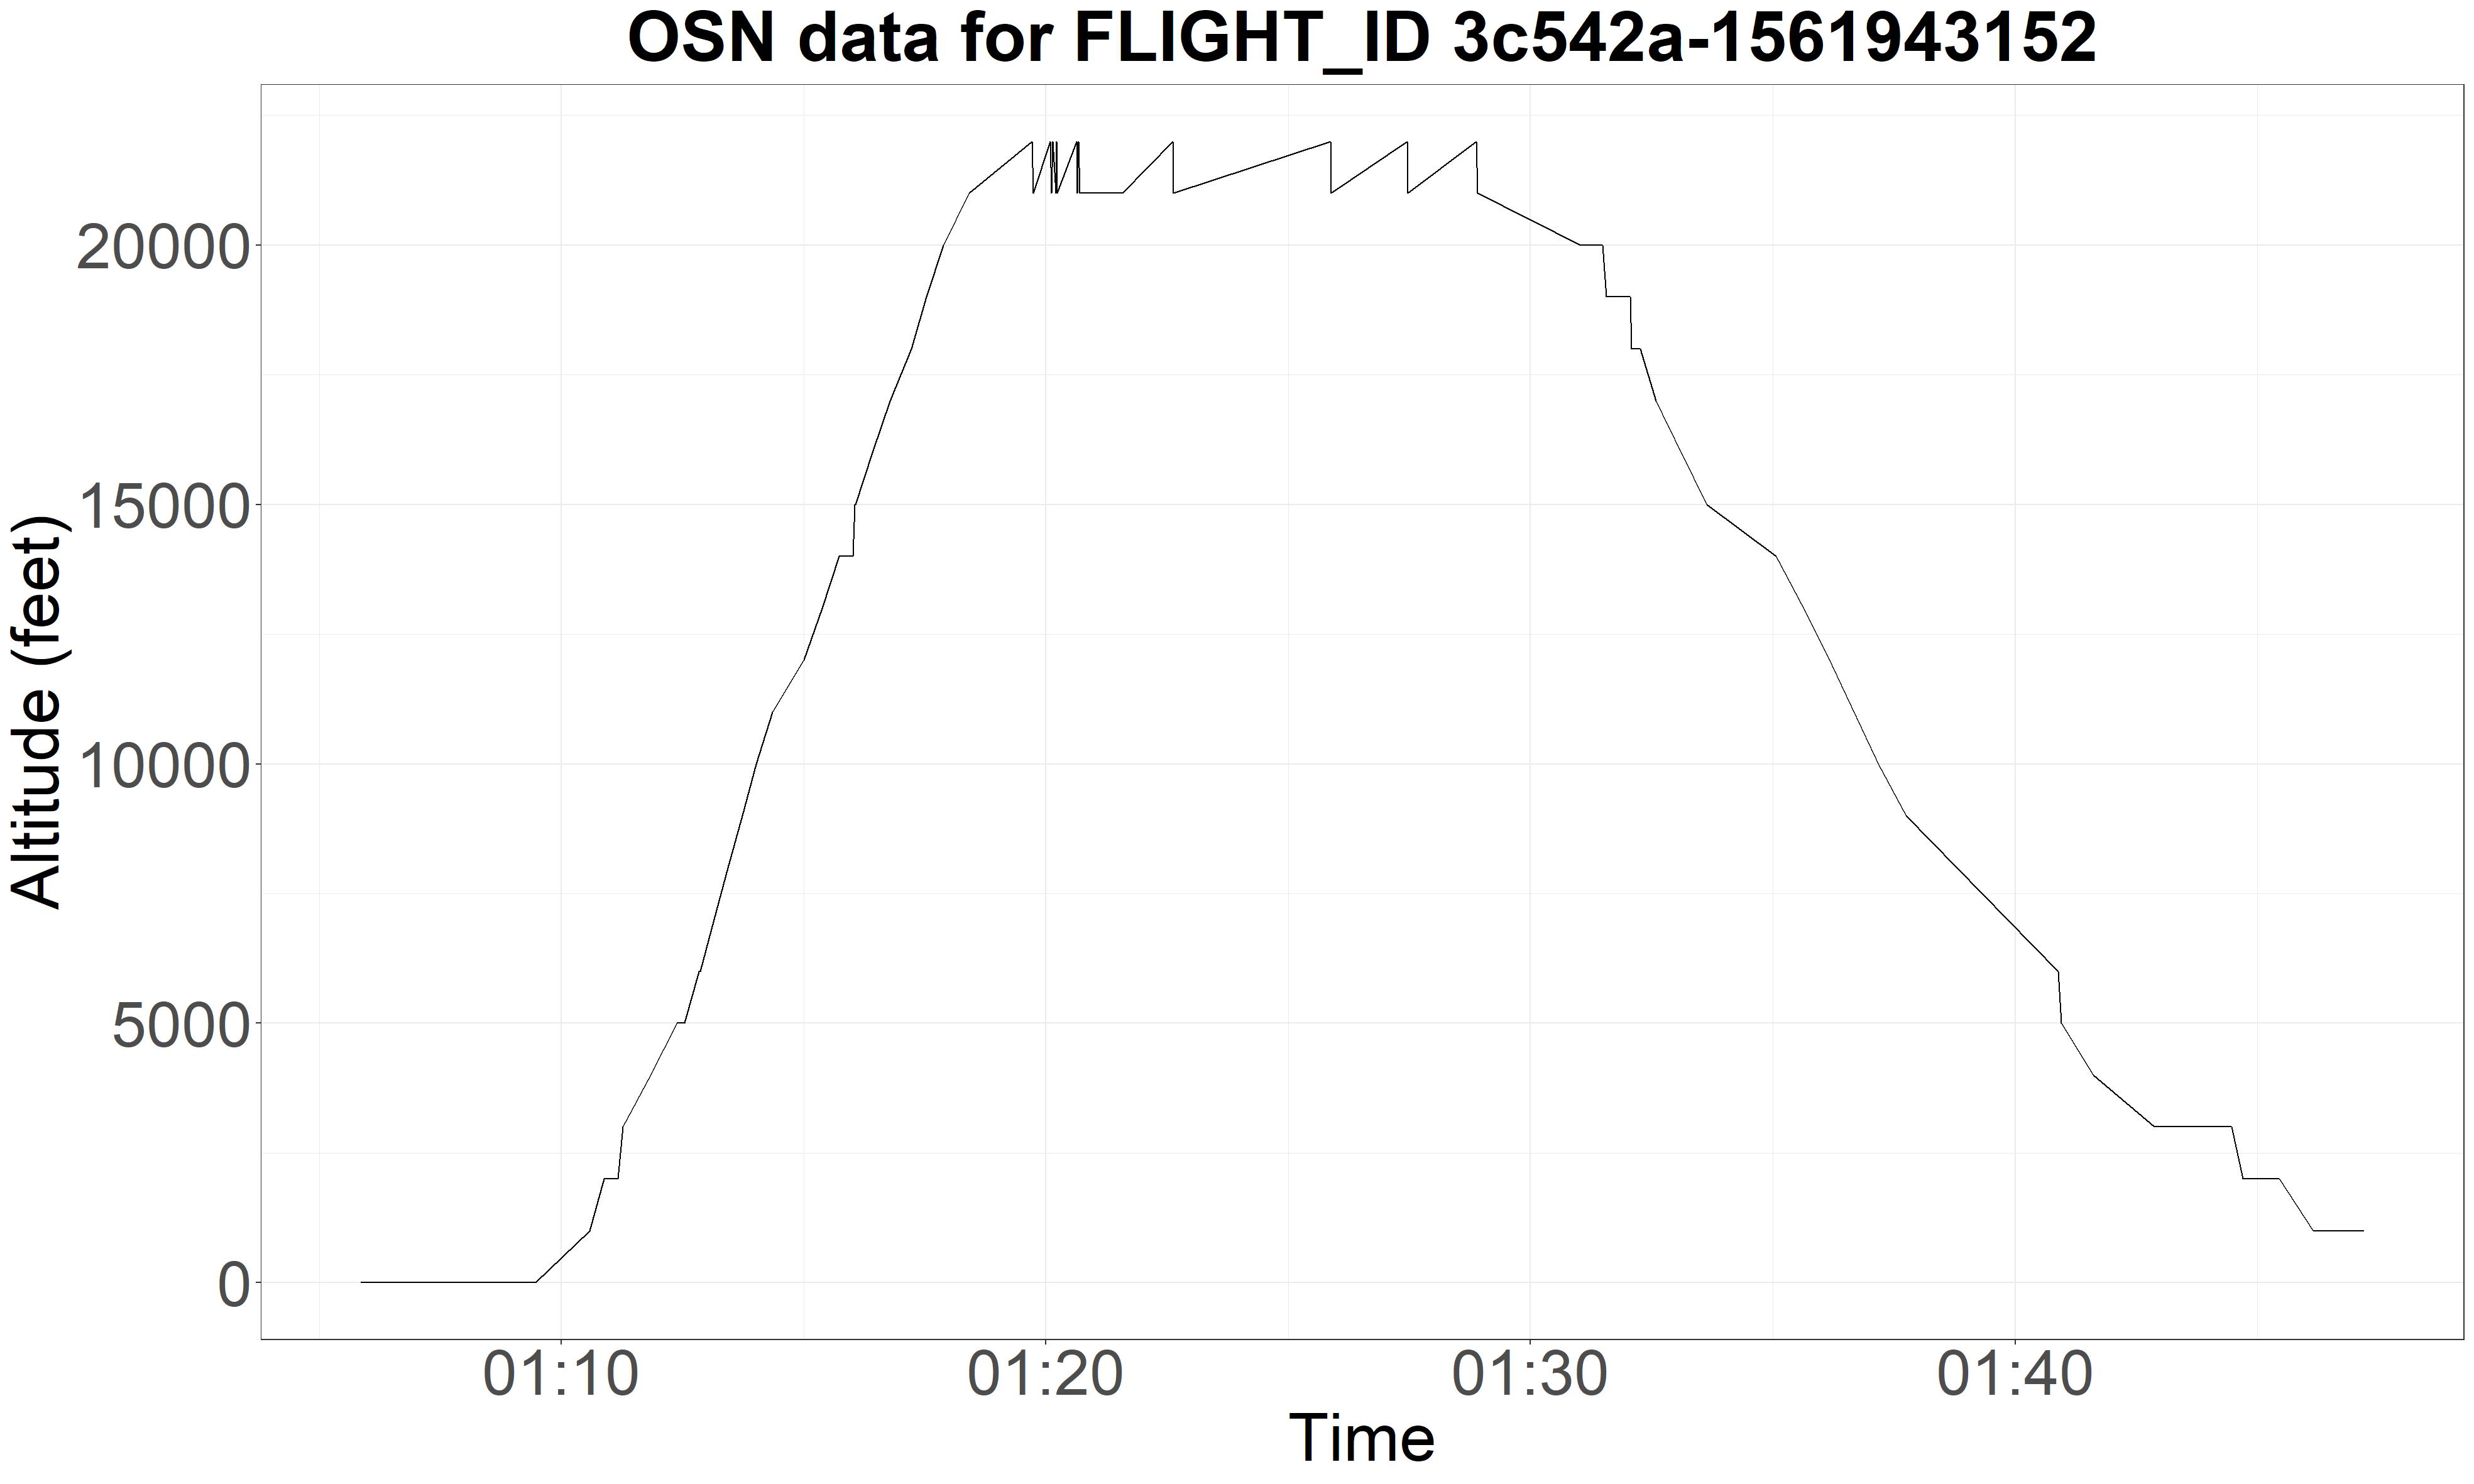 OSN data for FLIGHT_ID 3c542a-1561943152
Altitude (feet)
20000
15000
10000
5000
0
01:10 01:20 01:30 01:40
Time